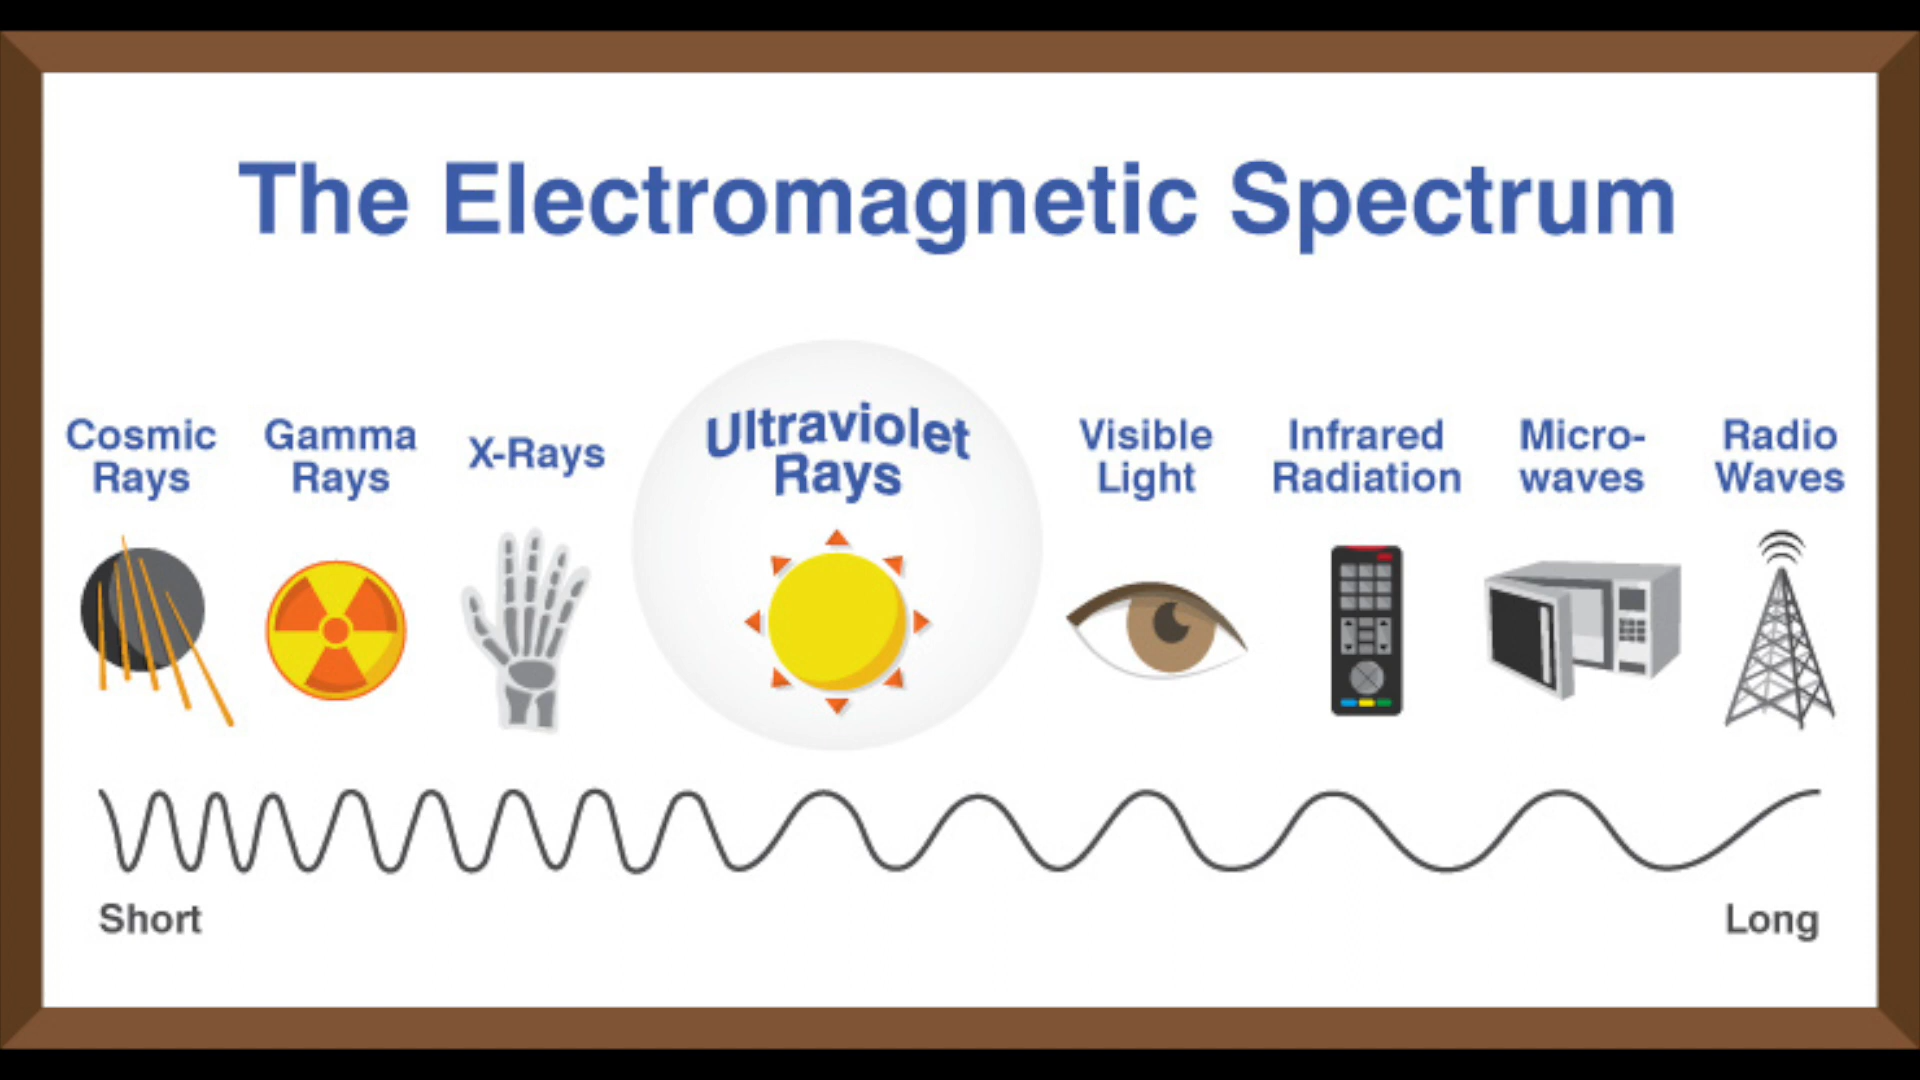 The Electromagnetic Spectrum
Cosmic
Rays
Gamma
Rays
X-Rays
Ultraviolet
Rays
Visible
Light
Infrared
Radiation
Micro-
waves
Radio
Waves
Short
Long